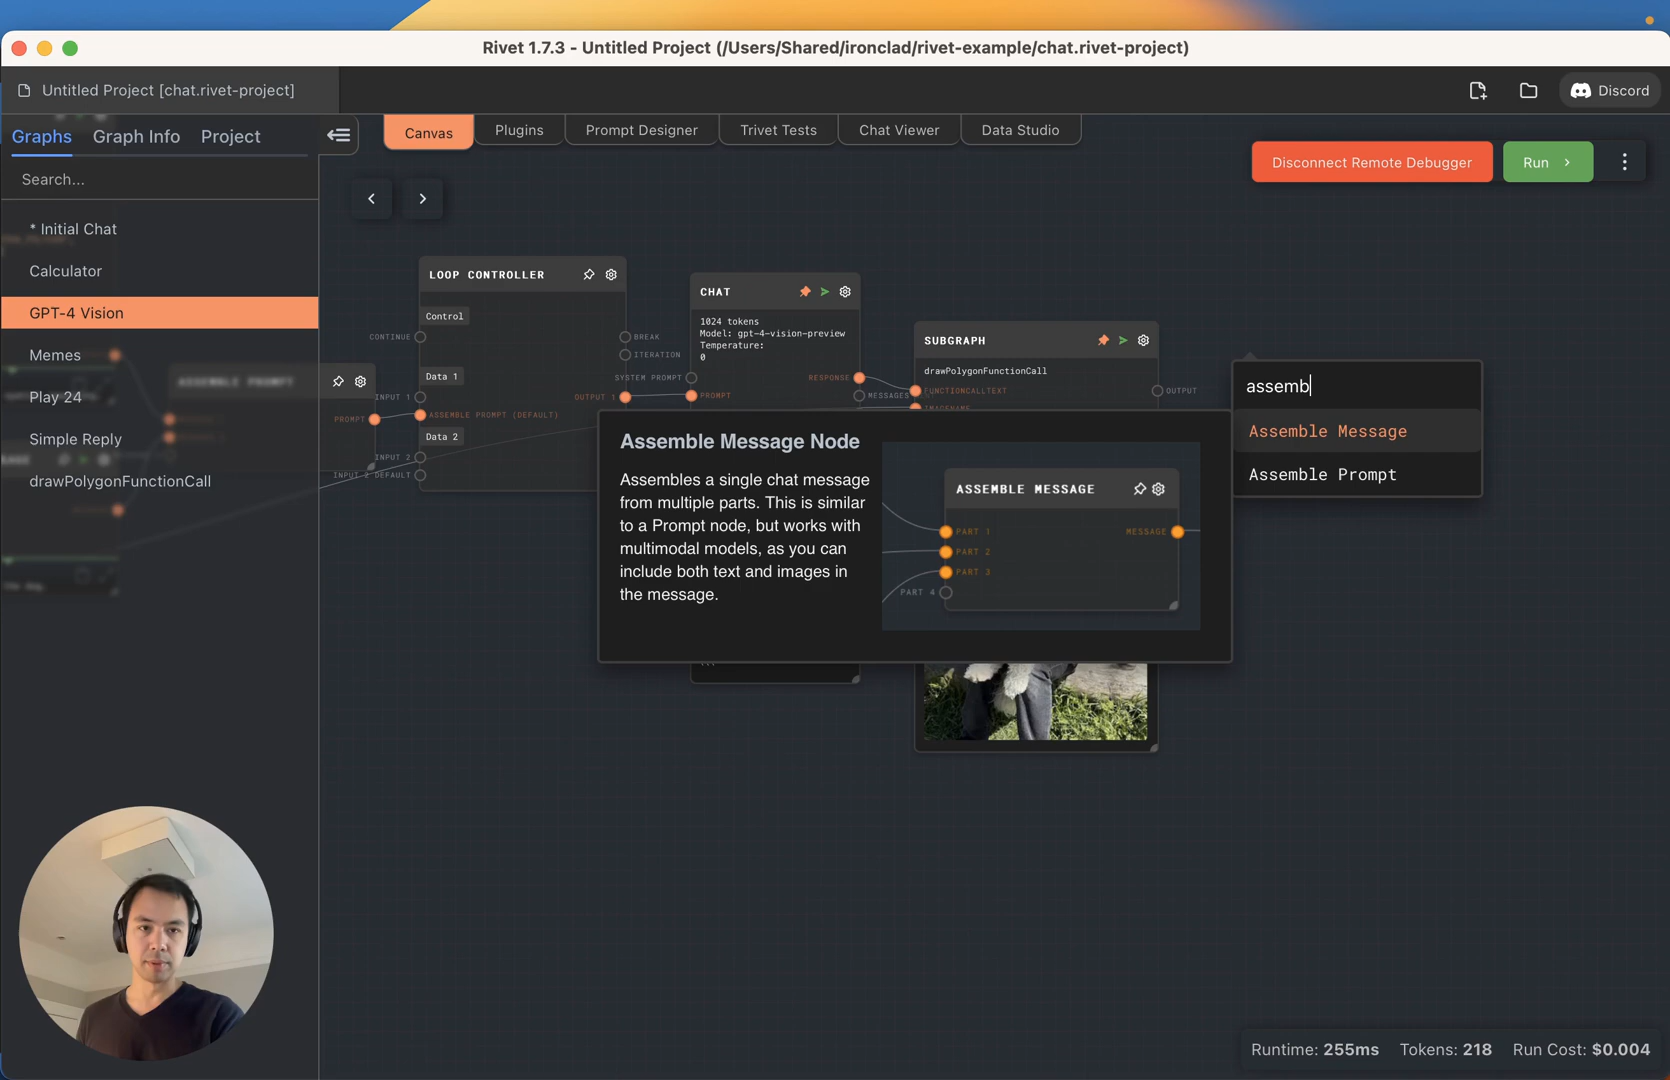 Rivet 1.7.3 - Untitled Project (/Users/Shared/ironclad/rivet-example/chat.rivet-project)
Untitled Project [chat.rivet-project]
Discord
Graphs
Graph Info
Project
Canvas
Plugins
Prompt Designer
Trivet Tests
Chat Viewer
Data Studio
Disconnect Remote Debugger
Run
Search...
* Initial Chat
Calculator
GPT-4 Vision
Memes
Play 24
Simple Reply
drawPolygonFunctionCall
ASSEMBLE PROMPT
PROMPT
LOOP CONTROLLER
Control
CONTINUE
BREAK
ITERATION
Data 1
INPUT 1
OUTPUT 1
ASSEMBLE PROMPT (DEFAULT)
Data 2
INPUT 2
INPUT 2 DEFAULT
CHAT
1024 tokens
Model: gpt-4-vision-preview
Temperature:
0
SYSTEM PROMPT
RESPONSE
PROMPT
MESSAGES
SUBGRAPH
drawPolygonFunctionCall
FUNCTIONCALLTEXT
OUTPUT
assemb
Assemble Message
Assemble Prompt
Assemble Message Node
Assembles a single chat message
from multiple parts. This is similar
to a Prompt node, but works with
multimodal models, as you can
include both text and images in
the message.
ASSEMBLE MESSAGE
PART 1
MESSAGE
PART 2
PART 3
PART 4
Runtime: 255ms
Tokens: 218
Run Cost: $0.004